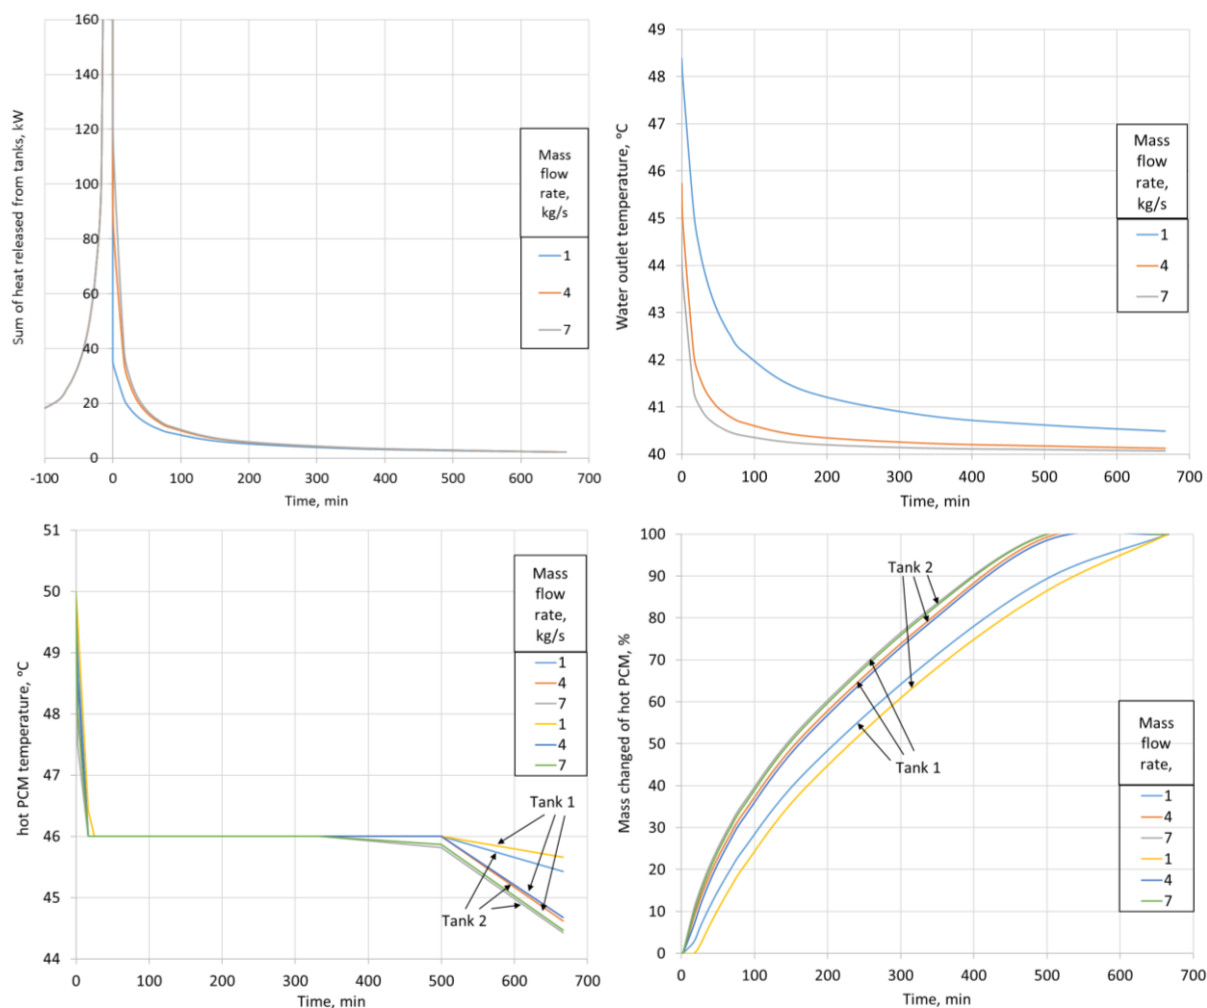 Sum of heat released from tanks, kW
160
140
120
100
80
60
40
20
0
-100 0 100 200 300 400 500 600 700
Time, min
Mass
flow
rate,
kg/s
1
4
7
Water outlet temperature, °C
49
48
47
46
45
44
43
42
41
40
0 100 200 300 400 500 600 700
Time, min
Mass
flow
rate,
kg/s
1
4
7
hot PCM temperature, °C
51
50
49
48
47
46
45
44
0 100 200 300 400 500 600 700
Time, min
Mass
flow
rate,
kg/s
1
4
7
1
4
7
Tank 1
Tank 2
Mass changed of hot PCM, %
100
90
80
70
60
50
40
30
20
10
0
0 100 200 300 400 500 600 700
Time, min
Tank 2
Tank 1
Mass
flow
rate,
1
4
7
1
4
7